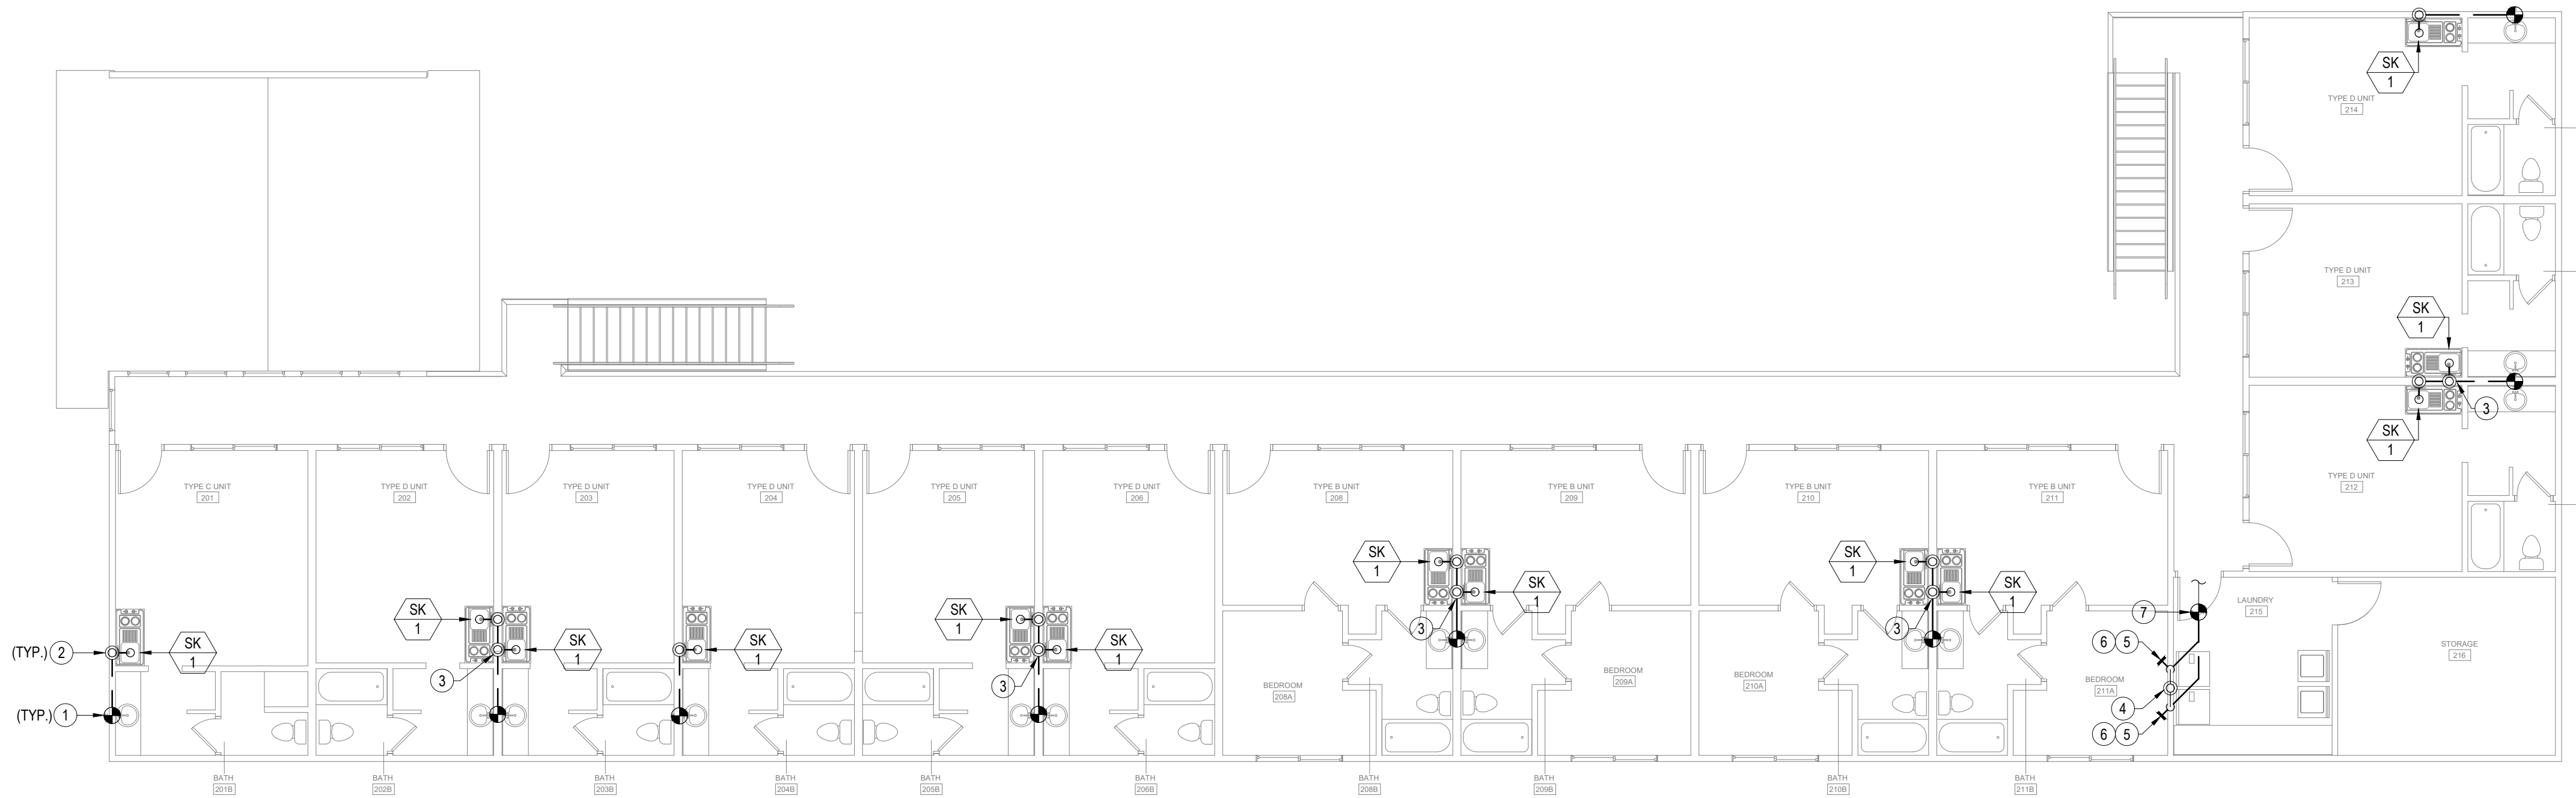 SK
1
TYPE D UNIT
214
TYPE D UNIT
213
SK
1
3
SK
1
TYPE D UNIT
212
TYPE C UNIT
201
TYPE D UNIT
202
TYPE D UNIT
203
TYPE D UNIT
204
TYPE D UNIT
205
TYPE D UNIT
206
TYPE B UNIT
208
TYPE B UNIT
209
TYPE B UNIT
210
TYPE B UNIT
211
SK
1
SK
1
SK
1
SK
1
SK
1
SK
1
SK
1
SK
1
SK
1
SK
1
(TYP.) 2
SK
1
3
3
3
3
7
LAUNDRY
215
STORAGE
216
6 5
BEDROOM
208A
BEDROOM
209A
BEDROOM
210A
BEDROOM
211A
4
(TYP.) 1
6 5
BATH
201B
BATH
202B
BATH
203B
BATH
204B
BATH
205B
BATH
206B
BATH
208B
BATH
209B
BATH
210B
BATH
211B